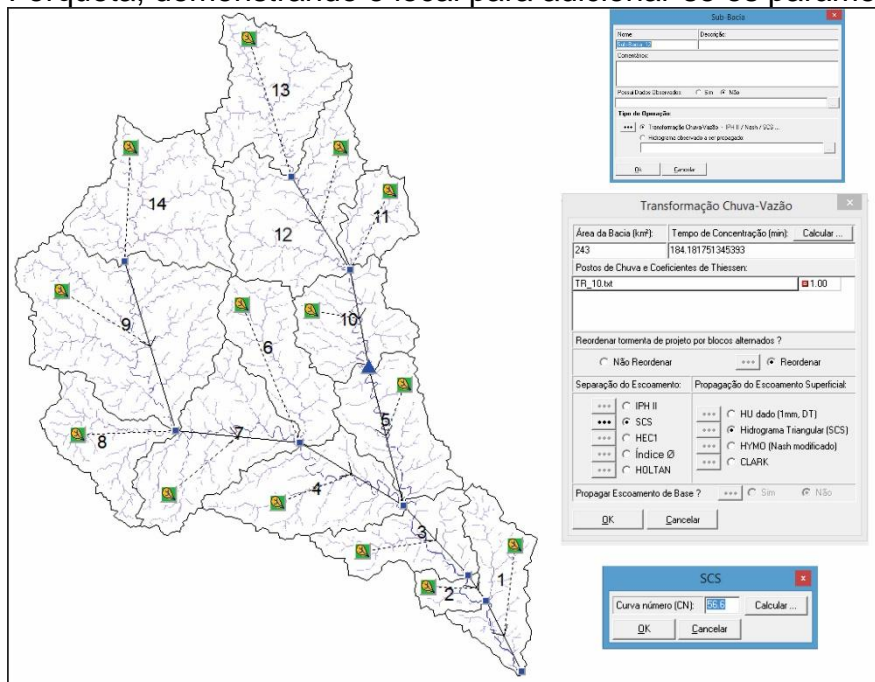 Porquêta, demonstrando o local para adicionar-se os parâme
13
14
12
11
9
6
10
8
7
5
4
3
2
1
Sub-Bacia
Nome
Descrição:
Comentários:
Possui Dados Observados
Sim
Não
Tipo de Operação:
Transformação Chuva-Vazão - IPH II / Nash / SCS ...
Hidrograma observado a ser propagado:
Ok
Cancelar
Transformação Chuva-Vazão
Área da Bacia (km²):
Tempo de Concentração (min):
Calcular ...
243
184.181751345393
Postos de Chuva e Coeficientes de Thiessen:
TR_10.txt
1.00
Reordenar tormenta de projeto por blocos alternados ?
Não Reordenar
Reordenar
Separação do Escoamento:
IPH II
SCS
HEC1
Índice Ø
HOLTAN
Propagação do Escoamento Superficial:
HU dado (1mm, DT)
Hidrograma Triangular (SCS)
HYMO (Nash modificado)
CLARK
Propagar Escoamento de Base ?
Sim
Não
OK
Cancelar
SCS
Curva número (CN):
56.6
Calcular ...
OK
Cancelar